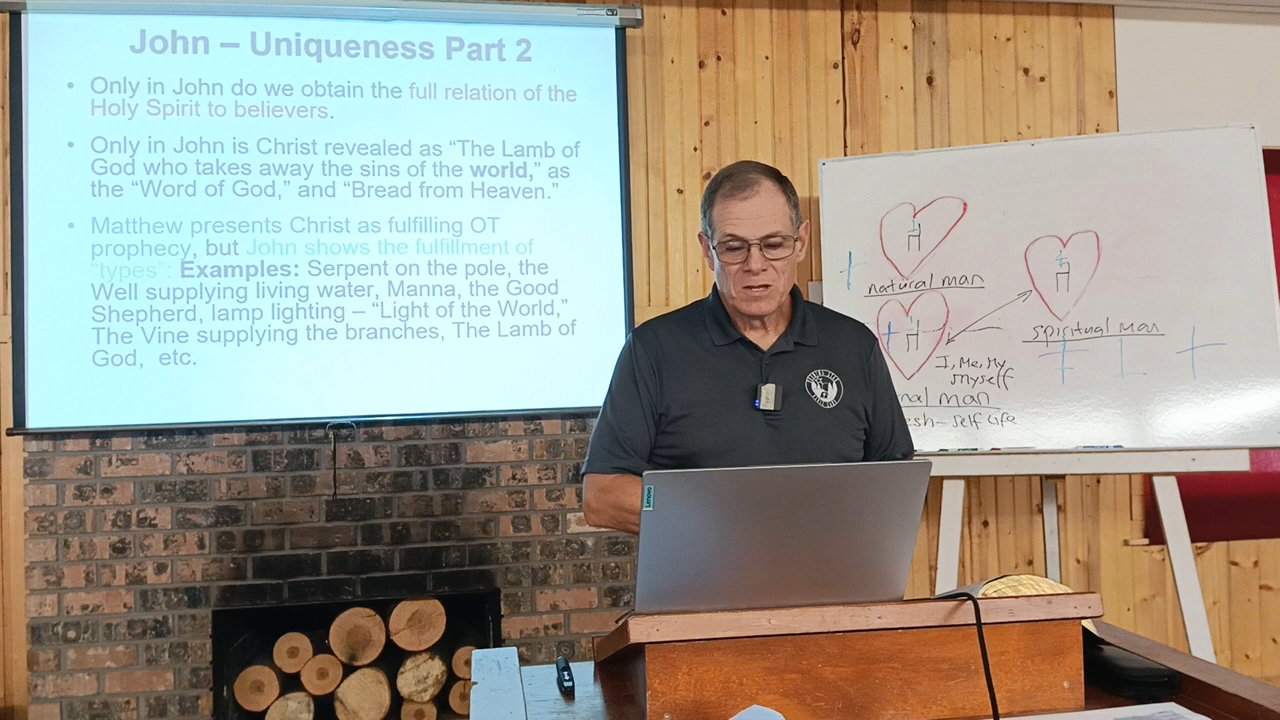 John – Uniqueness Part 2
• Only in John do we obtain the full relation of the
Holy Spirit to believers.
• Only in John is Christ revealed as “The Lamb of
God who takes away the sins of the world,” as
the “Word of God,” and “Bread from Heaven.”
• Matthew presents Christ as fulfilling OT
prophecy, but John shows the fulfillment of
“types”: Examples: Serpent on the pole, the
Well supplying living water, Manna, the Good
Shepherd, lamp lighting – “Light of the World,”
The Vine supplying the branches, The Lamb of
God, etc.
natural man
spiritual man
I, Me, My
Myself
nal man
esh - Self Life
Lenovo